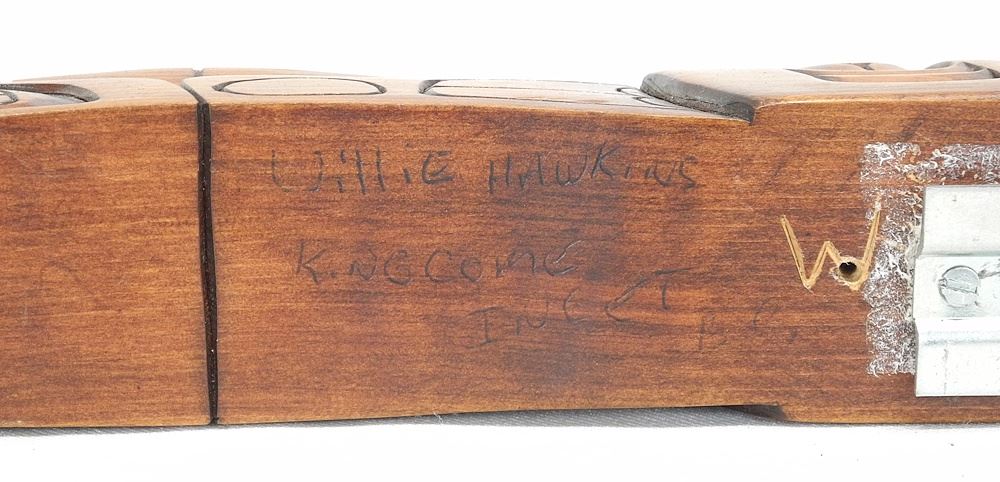 WillIE HAWKiNS
KiNGCOME
INLET B.C.
W